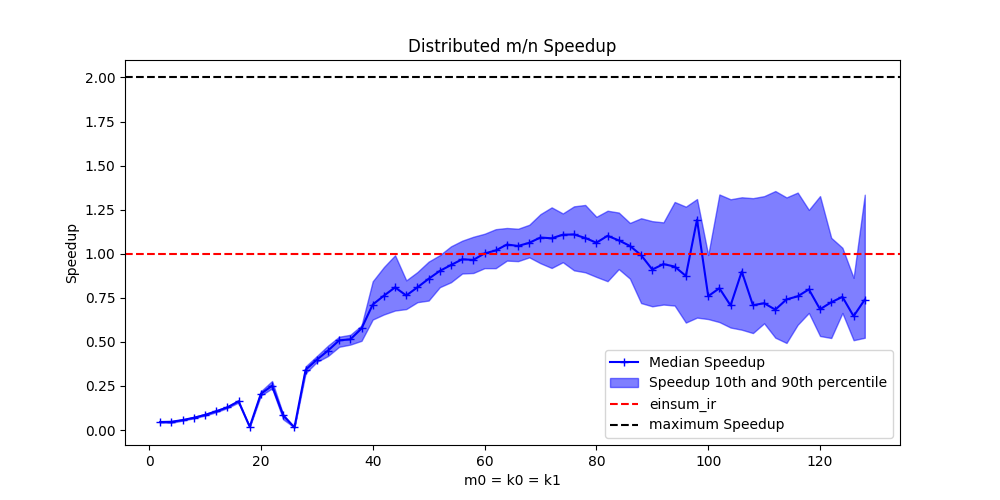 Distributed m/n Speedup
Speedup
2.00
1.75
1.50
1.25
1.00
0.75
0.50
0.25
0.00
0 20 40 60 80 100 120
m0 = k0 = k1
Median Speedup
Speedup 10th and 90th percentile
einsum_ir
maximum Speedup